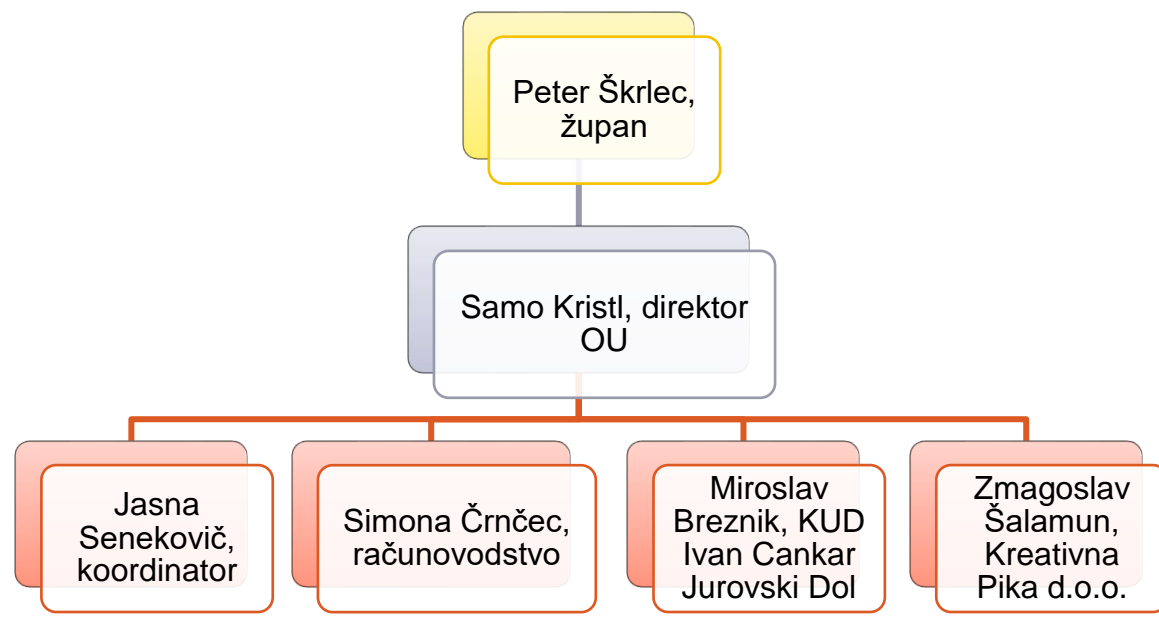 Peter Škrlec,
župan
Samo Kristl, direktor
OU
Jasna
Senekovič,
koordinator
Simona Črnčec,
računovodstvo
Miroslav
Breznik, KUD
Ivan Cankar
Jurovski Dol
Zmagoslav
Šalamun,
Kreativna
Pika d.o.o.